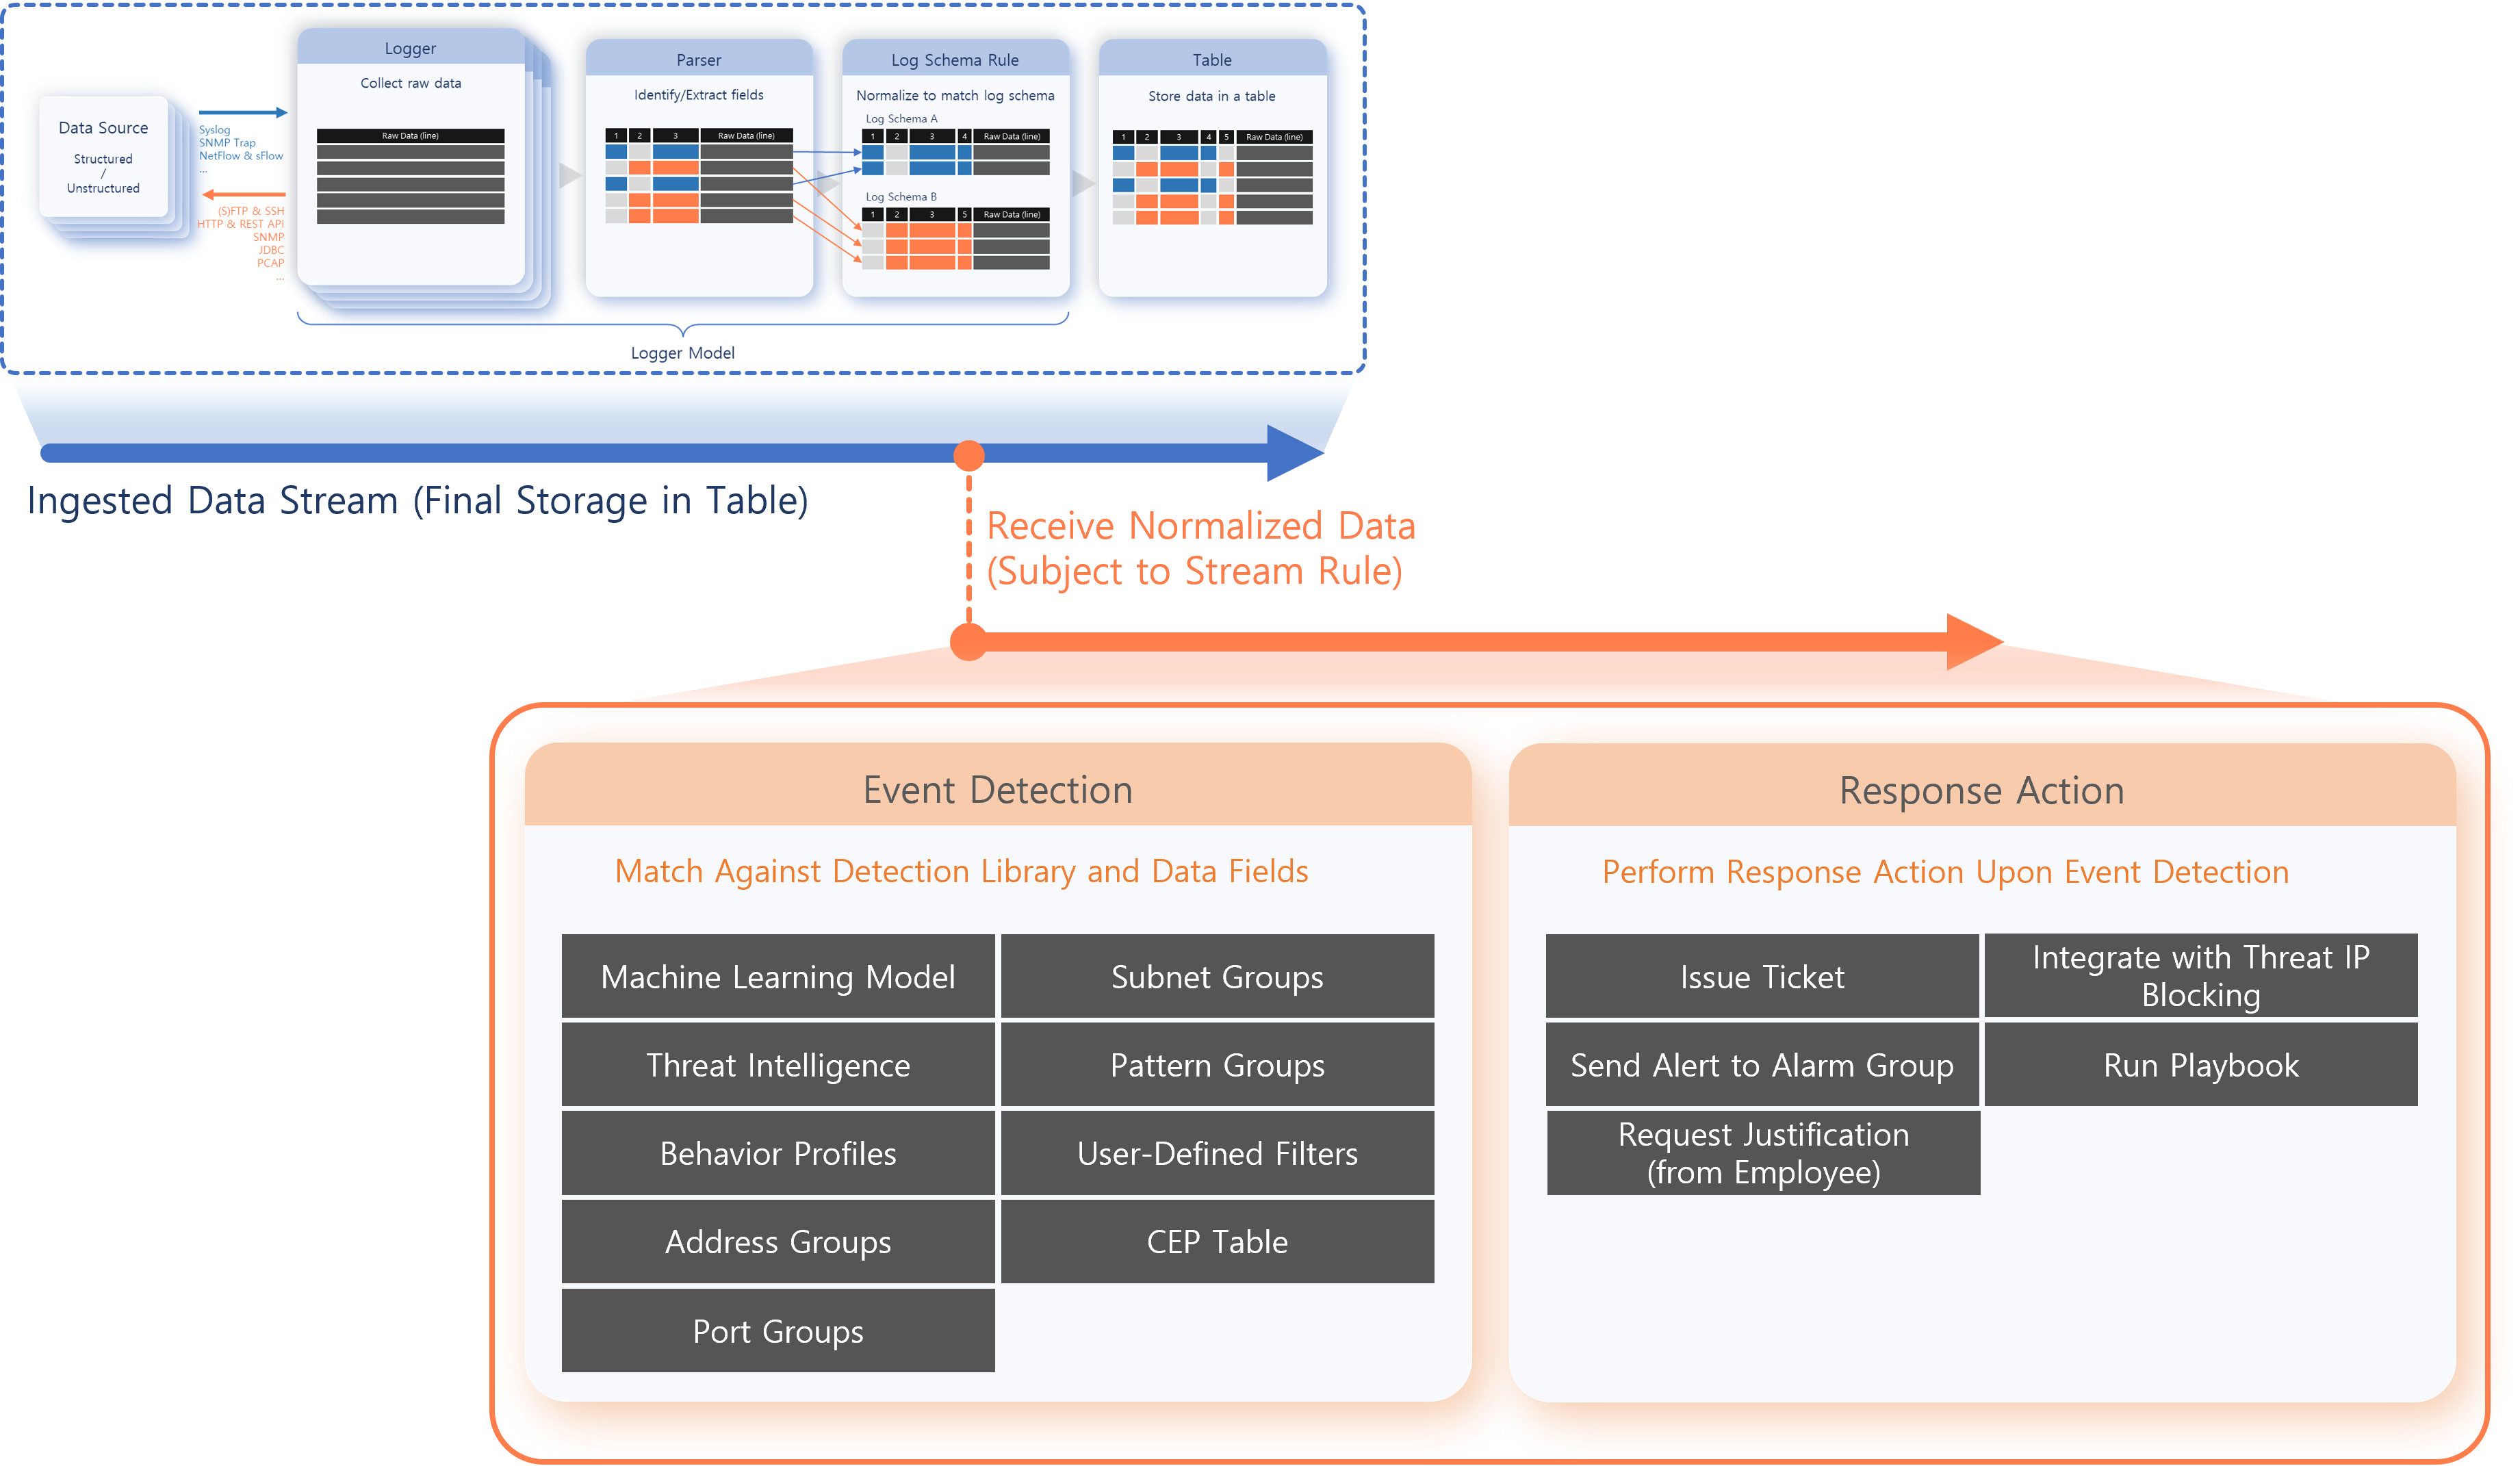 Data Source
Structured
/
Unstructured
Syslog
SNMP Trap
NetFlow & sFlow
...
(S)FTP & SSH
HTTP & REST API
SNMP
JDBC
PCAP
...
Logger
Collect raw data
Raw Data (line)
Parser
Identify/Extract fields
1 2 3 Raw Data (line)
Log Schema Rule
Normalize to match log schema
Log Schema A
1 2 3 4 Raw Data (line)
Log Schema B
1 2 3 5 Raw Data (line)
Table
Store data in a table
1 2 3 4 5 Raw Data (line)
Logger Model
Ingested Data Stream (Final Storage in Table)
Receive Normalized Data
(Subject to Stream Rule)
Event Detection
Match Against Detection Library and Data Fields
Machine Learning Model
Subnet Groups
Threat Intelligence
Pattern Groups
Behavior Profiles
User-Defined Filters
Address Groups
CEP Table
Port Groups
Response Action
Perform Response Action Upon Event Detection
Issue Ticket
Integrate with Threat IP
Blocking
Send Alert to Alarm Group
Run Playbook
Request Justification
(from Employee)